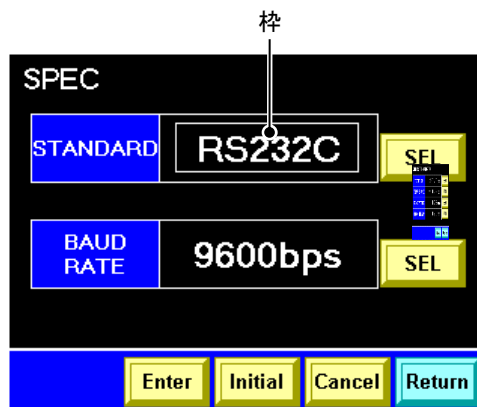 枠
SPEC
STANDARD RS232C SEL
BAUD RATE 9600bps SEL
Enter Initial Cancel Return